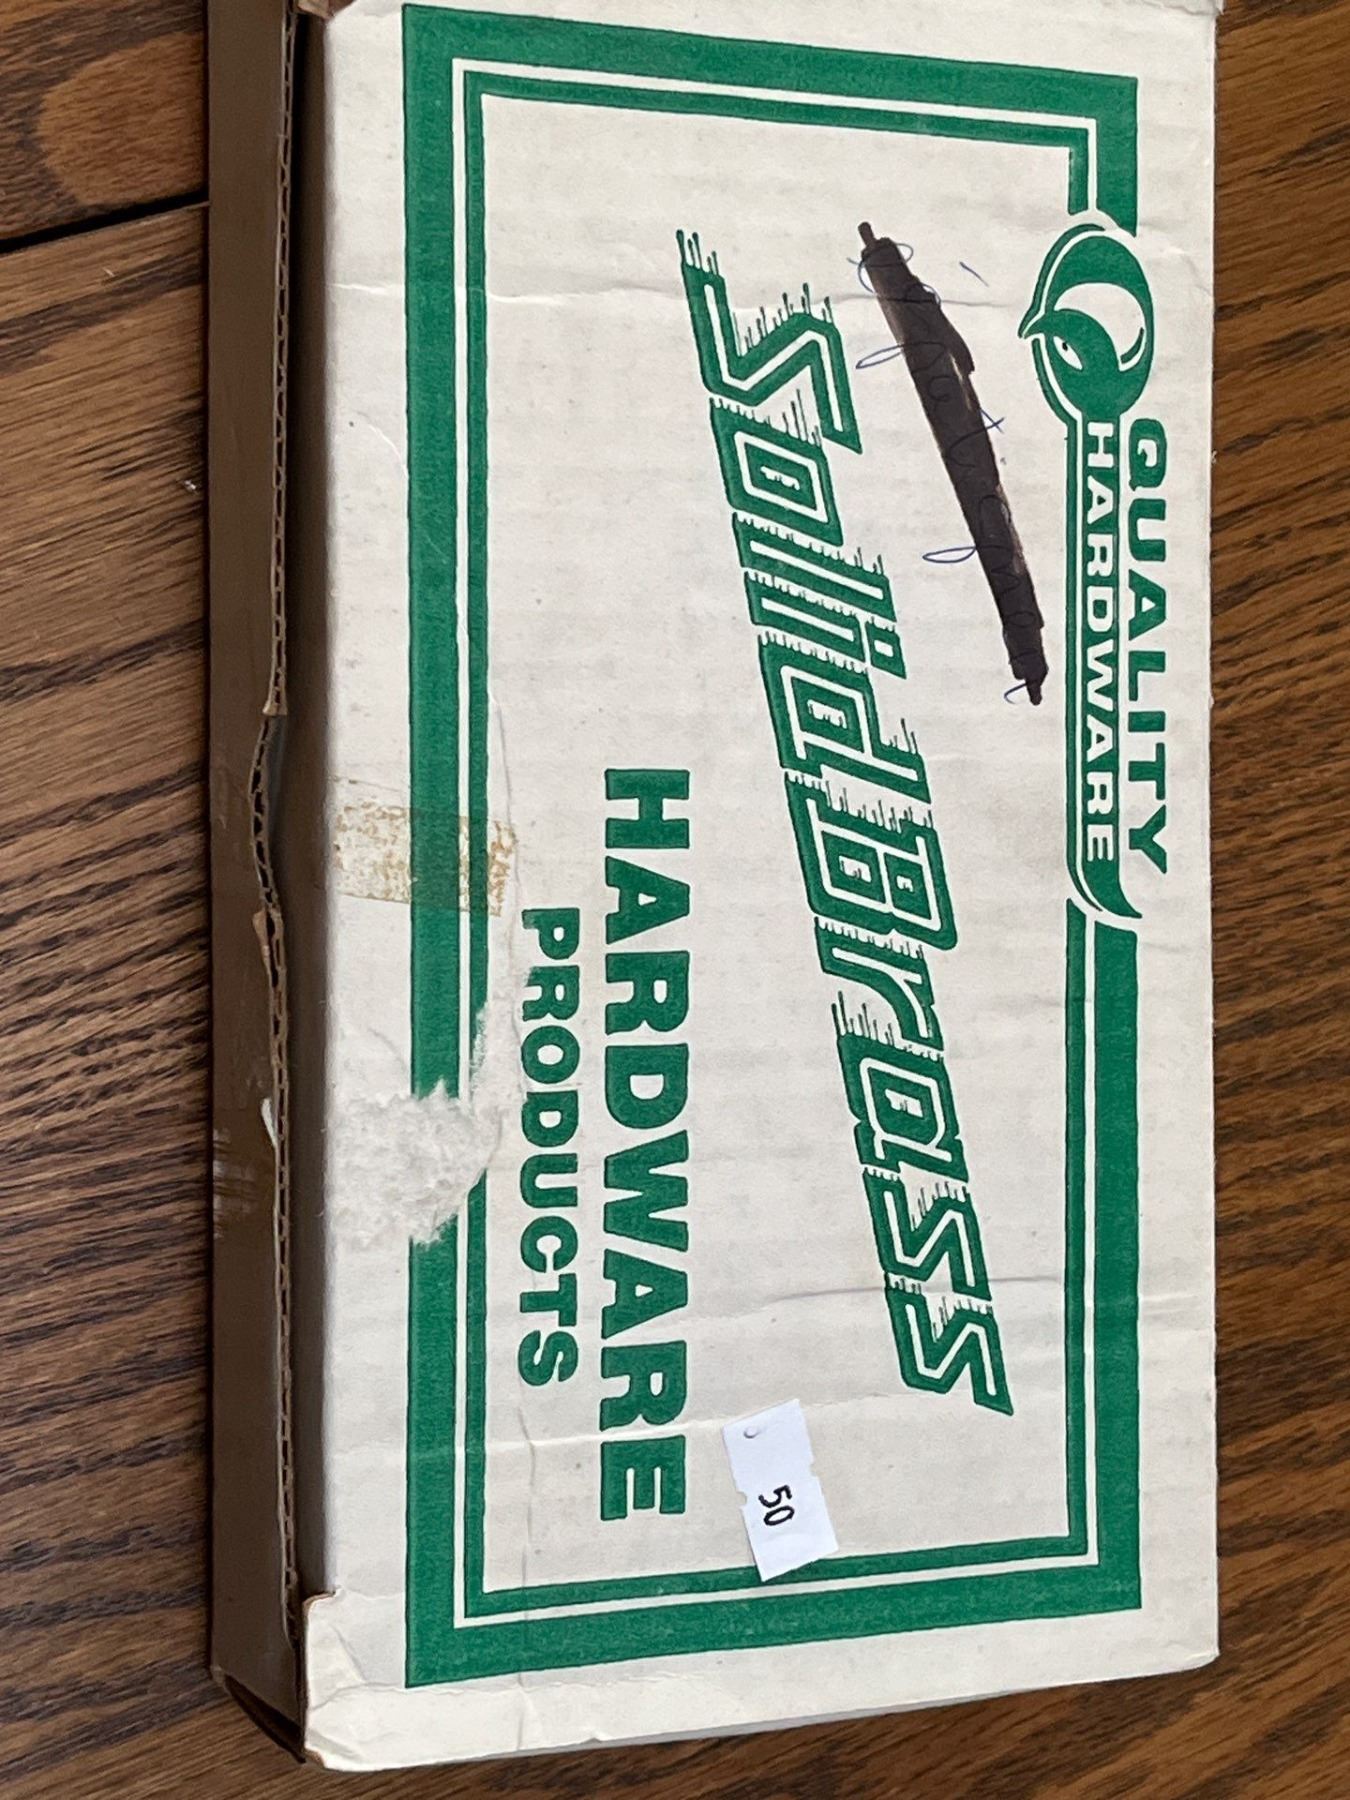 QUALITY
HARDWARE
Solid Brass
HARDWARE
PRODUCTS
50